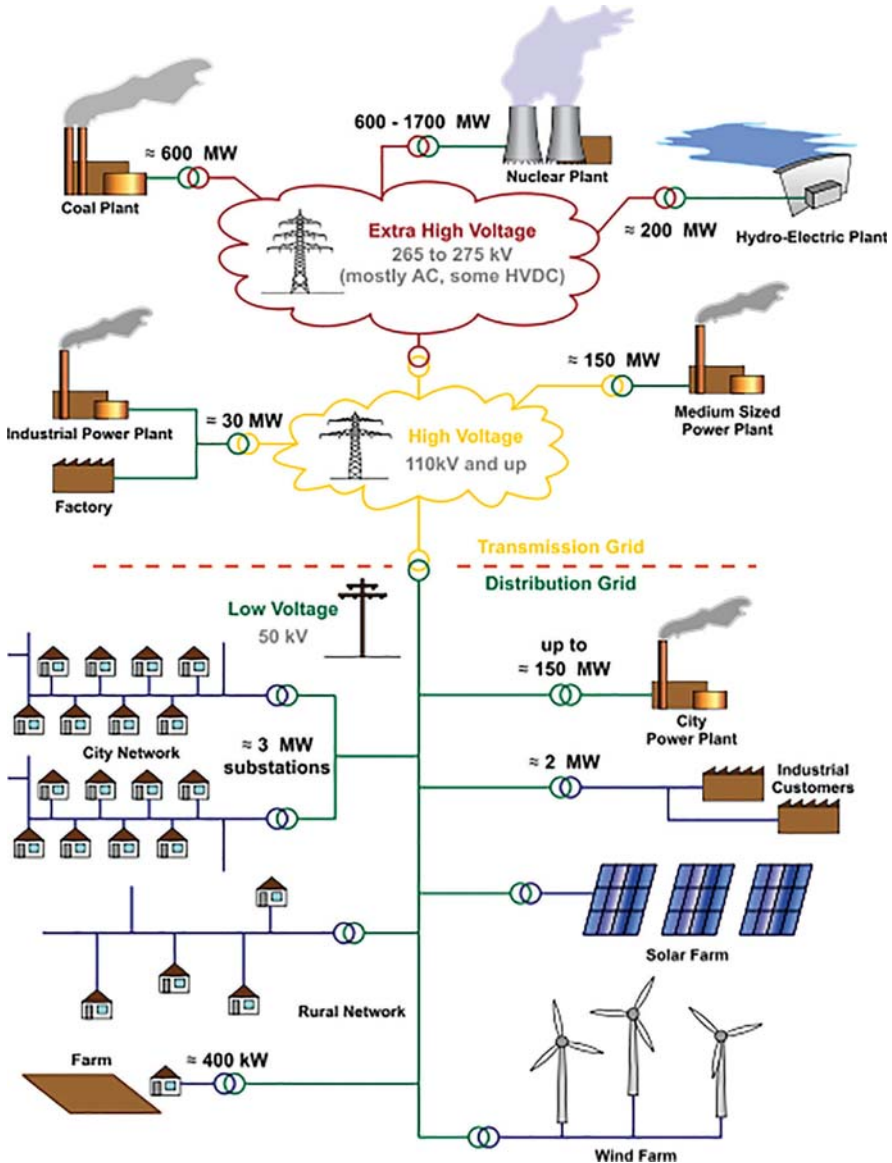 ≈ 600 MW
Coal Plant
600 - 1700 MW
Nuclear Plant
≈ 200 MW
Hydro-Electric Plant
Extra High Voltage
265 to 275 kV
(mostly AC, some HVDC)
≈ 150 MW
Medium Sized
Power Plant
Industrial Power Plant
≈ 30 MW
Factory
High Voltage
110kV and up
Transmission Grid
Distribution Grid
Low Voltage
50 kV
up to
≈ 150 MW
City
Power Plant
City Network
≈ 3 MW
substations
≈ 2 MW
Industrial
Customers
Solar Farm
Rural Network
Farm
≈ 400 kW
Wind Farm